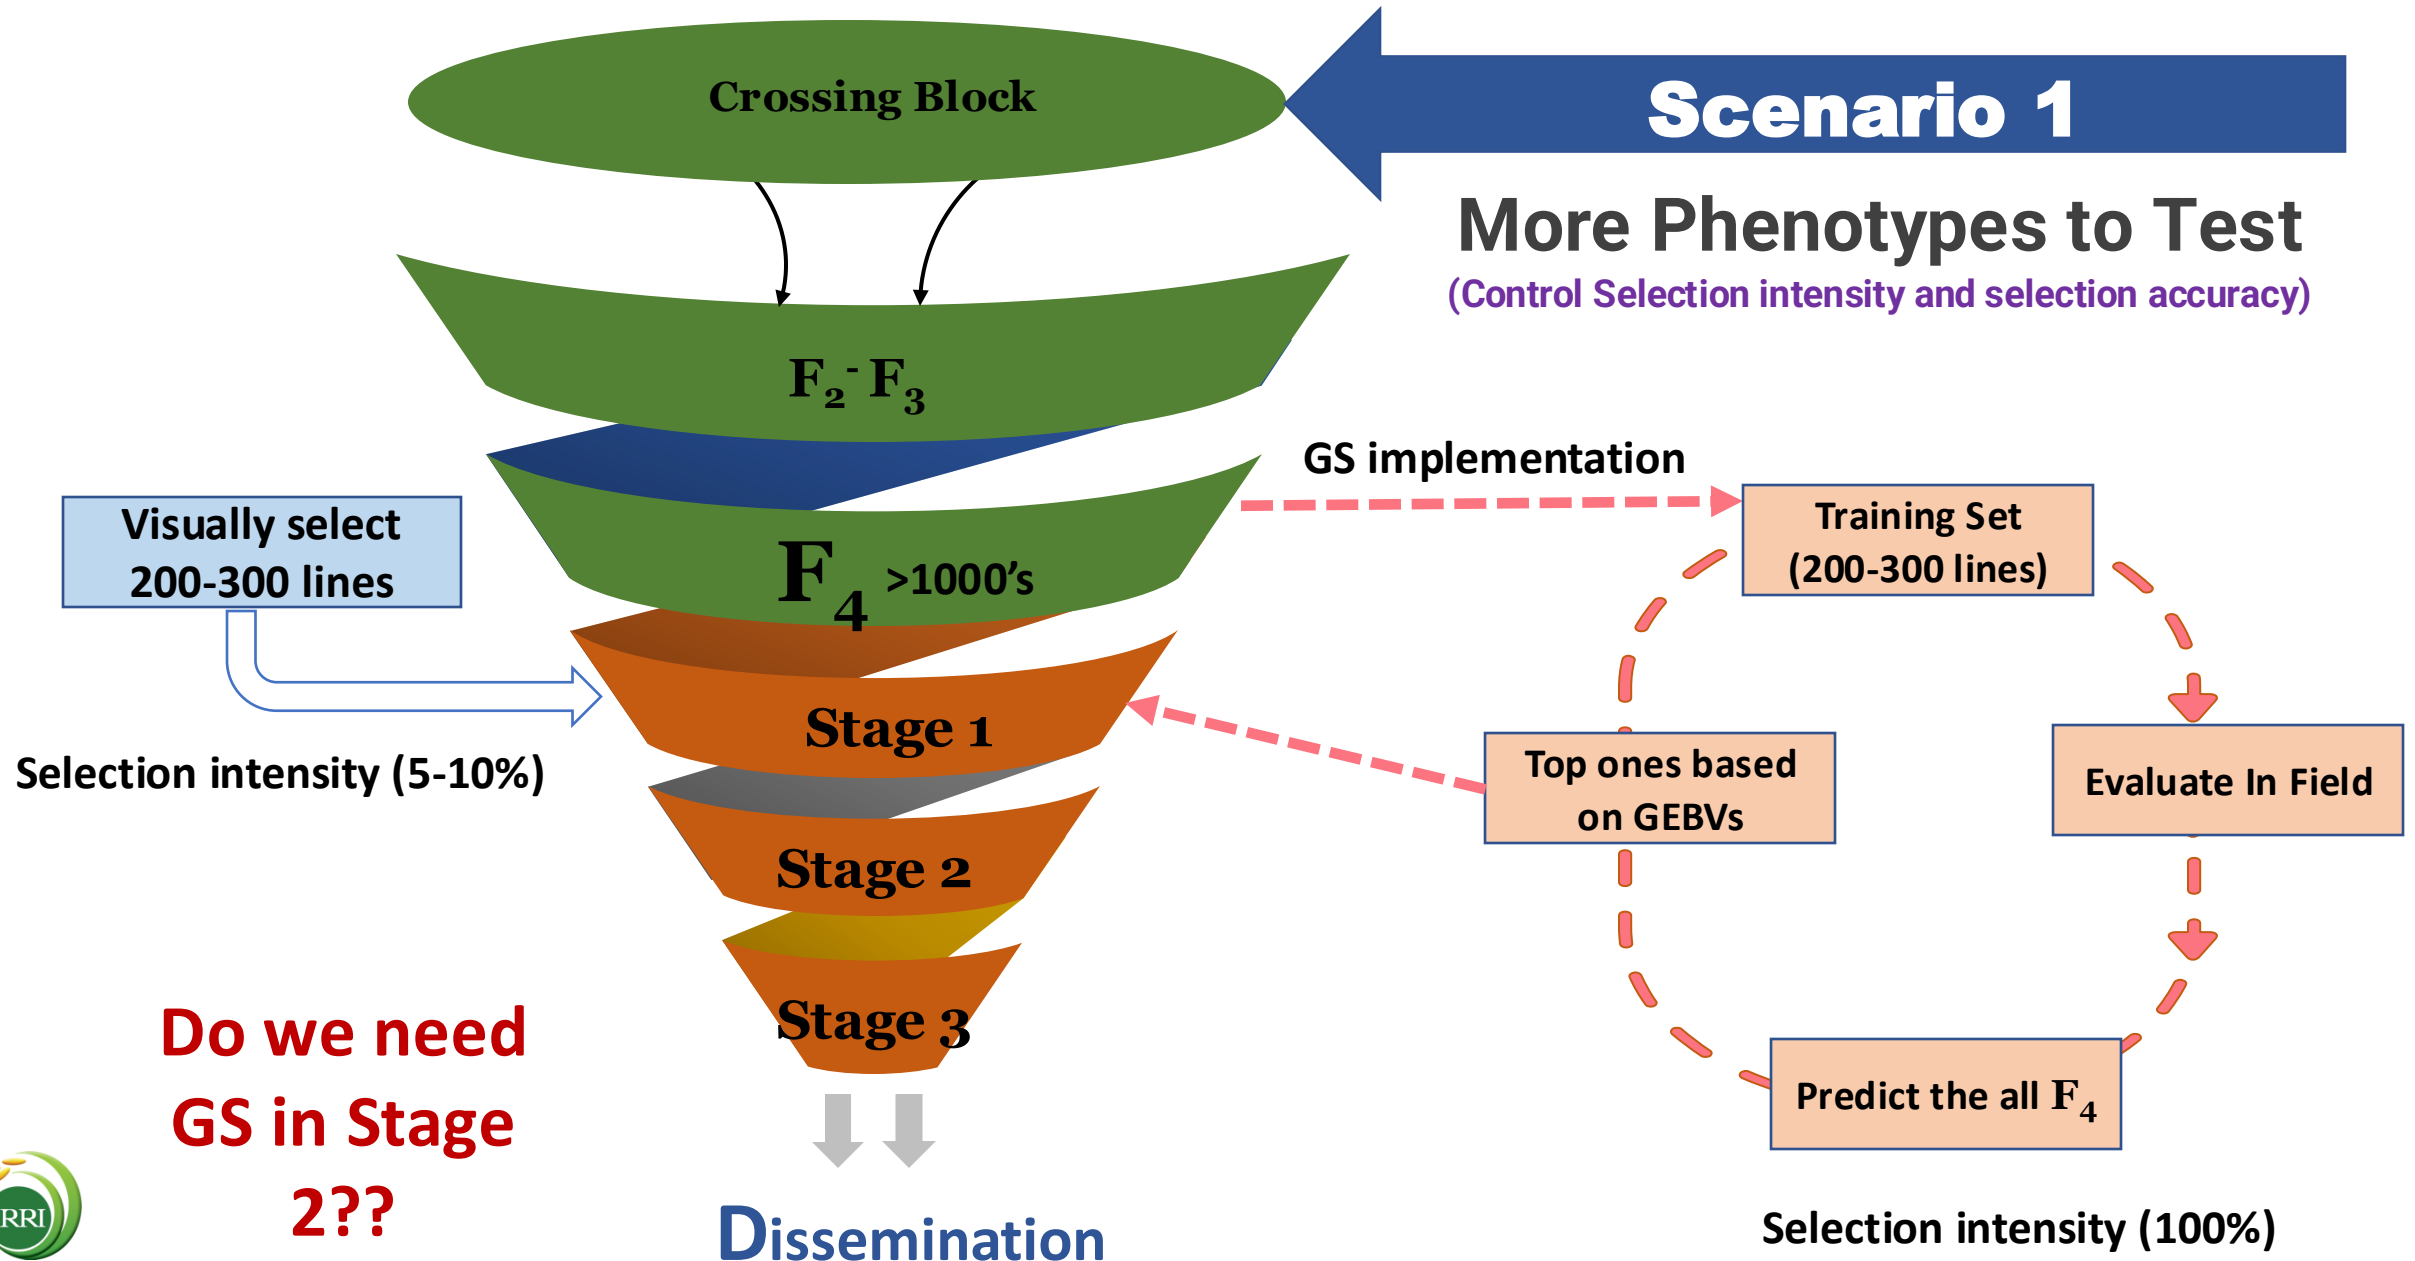 Crossing Block
Scenario 1
More Phenotypes to Test
(Control Selection intensity and selection accuracy)
F₂- F₃
GS implementation
Visually select
200-300 lines
F₄ >1000’s
Training Set
(200-300 lines)
Stage 1
Selection intensity (5-10%)
Top ones based
on GEBVs
Evaluate In Field
Stage 2
Stage 3
Do we need
GS in Stage
2??
Predict the all F₄
RRI
Dissemination
Selection intensity (100%)